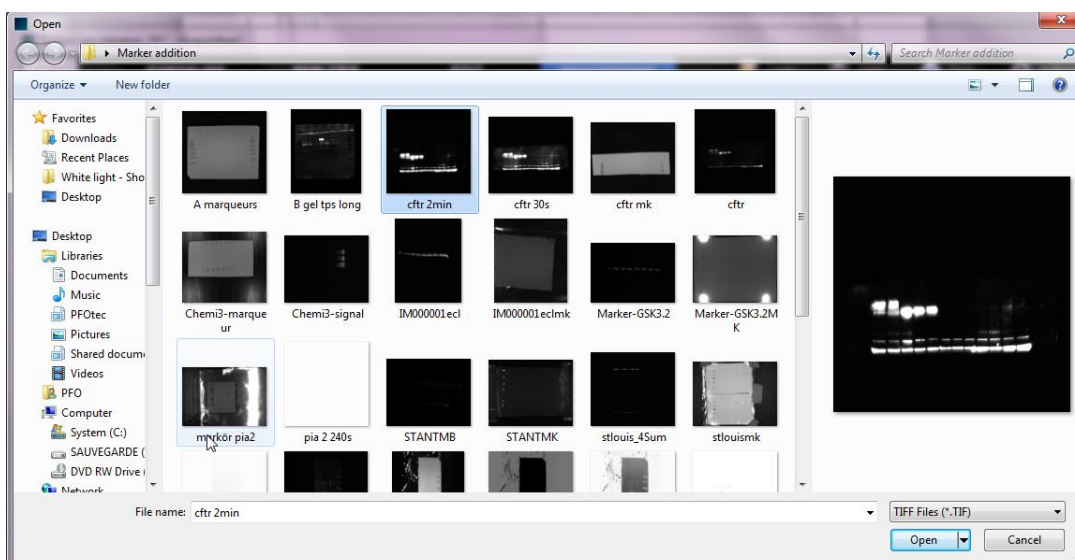 Open
Marker addition
Search Marker addition
Organize
New folder
Favorites
Downloads
Recent Places
White light - Sho
Desktop
Desktop
Libraries
Documents
Music
PFOtec
Pictures
Shared docum
Videos
PFO
Computer
System (C:)
SAUVEGARDE (
DVD RW Drive (
Network
A marqueurs
B gel tps long
cftr 2min
cftr 30s
cftr mk
cftr
Chemi3-marque
ur
Chemi3-signal
IM000001ecl
IM000001eclmk
Marker-GSK3.2
Marker-GSK3.2M
K
markör pia2
pia 2 240s
STANTMB
STANTMK
stlouis_4Sum
stlouismk
File name:
cftr 2min
TIFF Files (*.TIF)
Open
Cancel